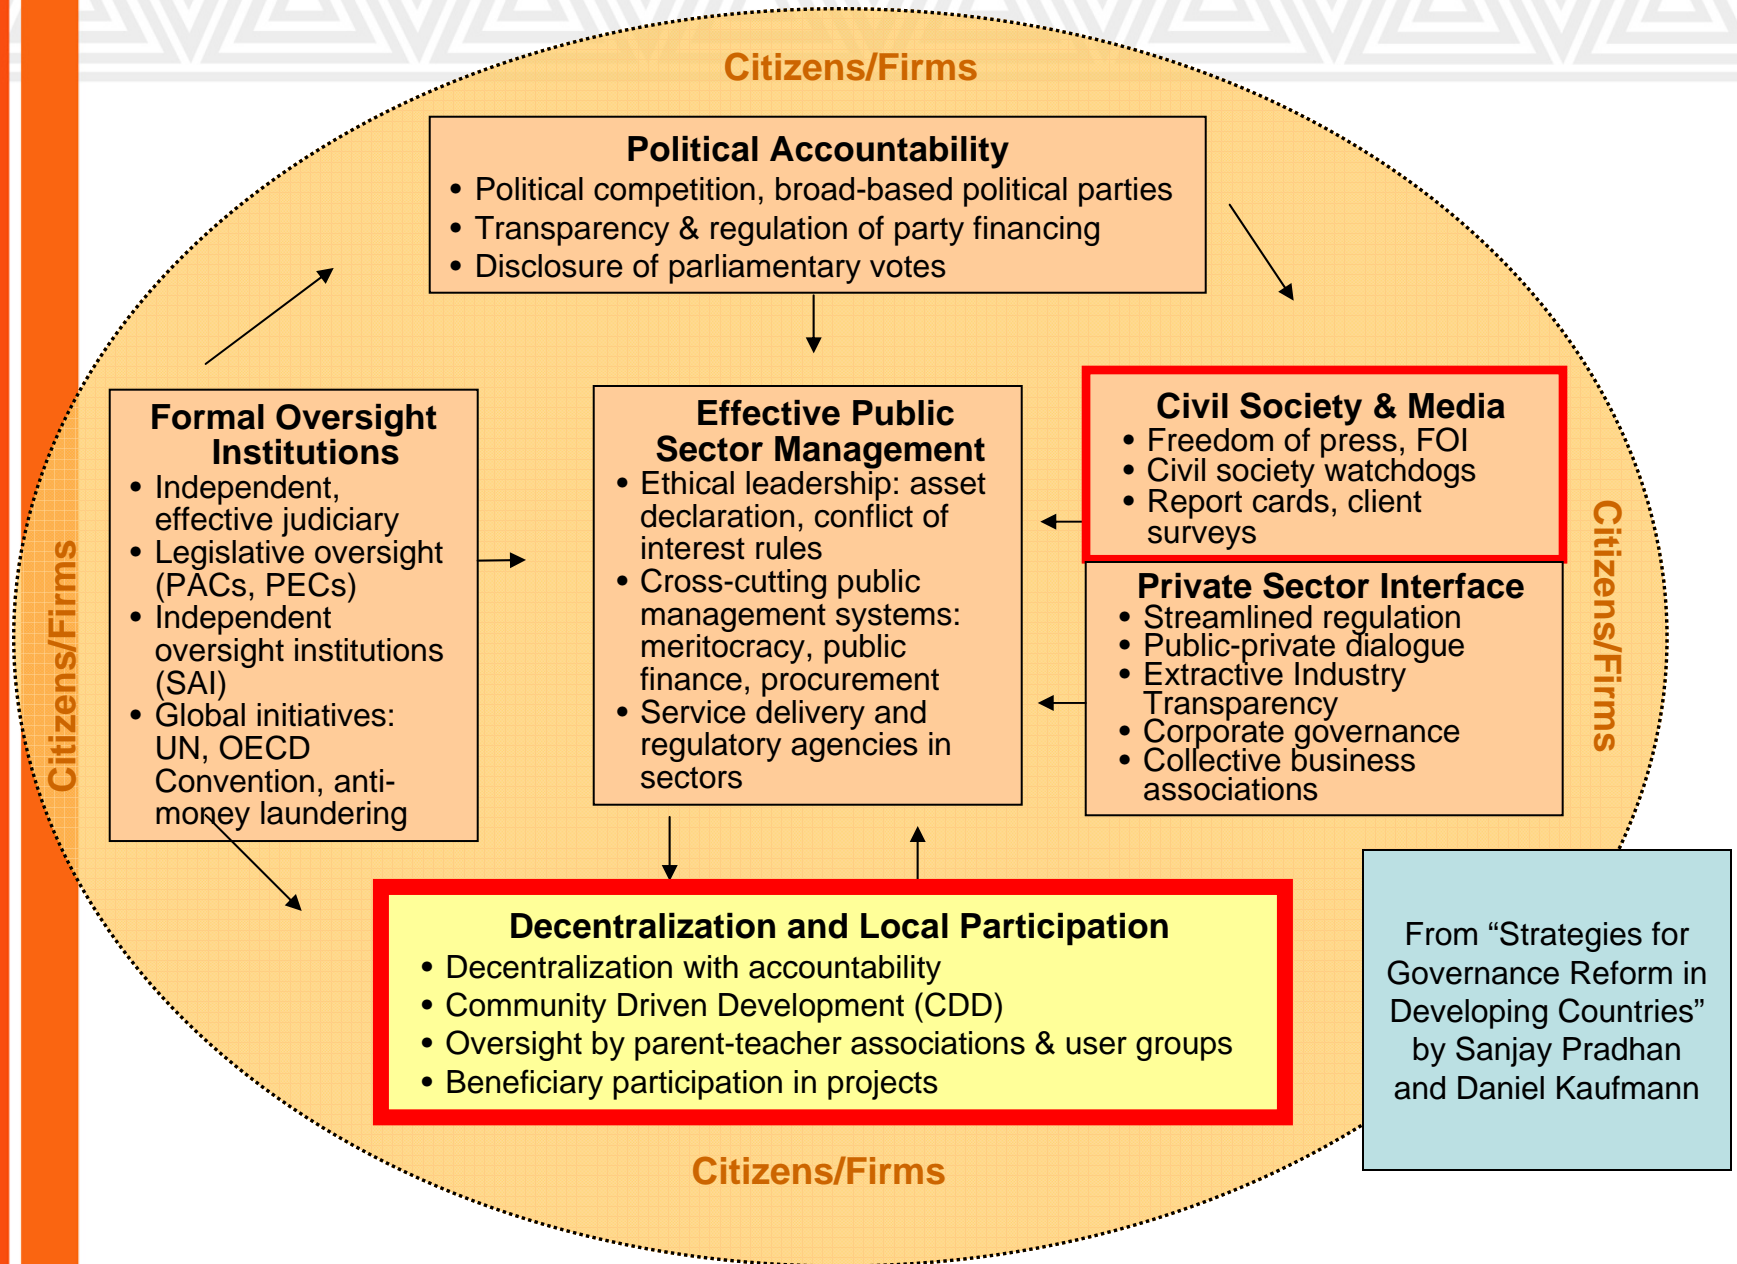 Citizens/Firms
Political Accountability
• Political competition, broad-based political parties
• Transparency & regulation of party financing
• Disclosure of parliamentary votes
Formal Oversight
Institutions
• Independent,
effective judiciary
• Legislative oversight
(PACs, PECs)
• Independent
oversight institutions
(SAI)
• Global initiatives:
UN, OECD
Convention, anti-
money laundering
Effective Public
Sector Management
• Ethical leadership: asset
declaration, conflict of
interest rules
• Cross-cutting public
management systems:
meritocracy, public
finance, procurement
• Service delivery and
regulatory agencies in
sectors
Civil Society & Media
• Freedom of press, FOI
• Civil society watchdogs
• Report cards, client
surveys
Private Sector Interface
• Streamlined regulation
• Public-private dialogue
• Extractive Industry
Transparency
• Corporate governance
• Collective business
associations
Citizens/Firms
Citizens/Firms
Decentralization and Local Participation
• Decentralization with accountability
• Community Driven Development (CDD)
• Oversight by parent-teacher associations & user groups
• Beneficiary participation in projects
From “Strategies for
Governance Reform in
Developing Countries”
by Sanjay Pradhan
and Daniel Kaufmann
Citizens/Firms